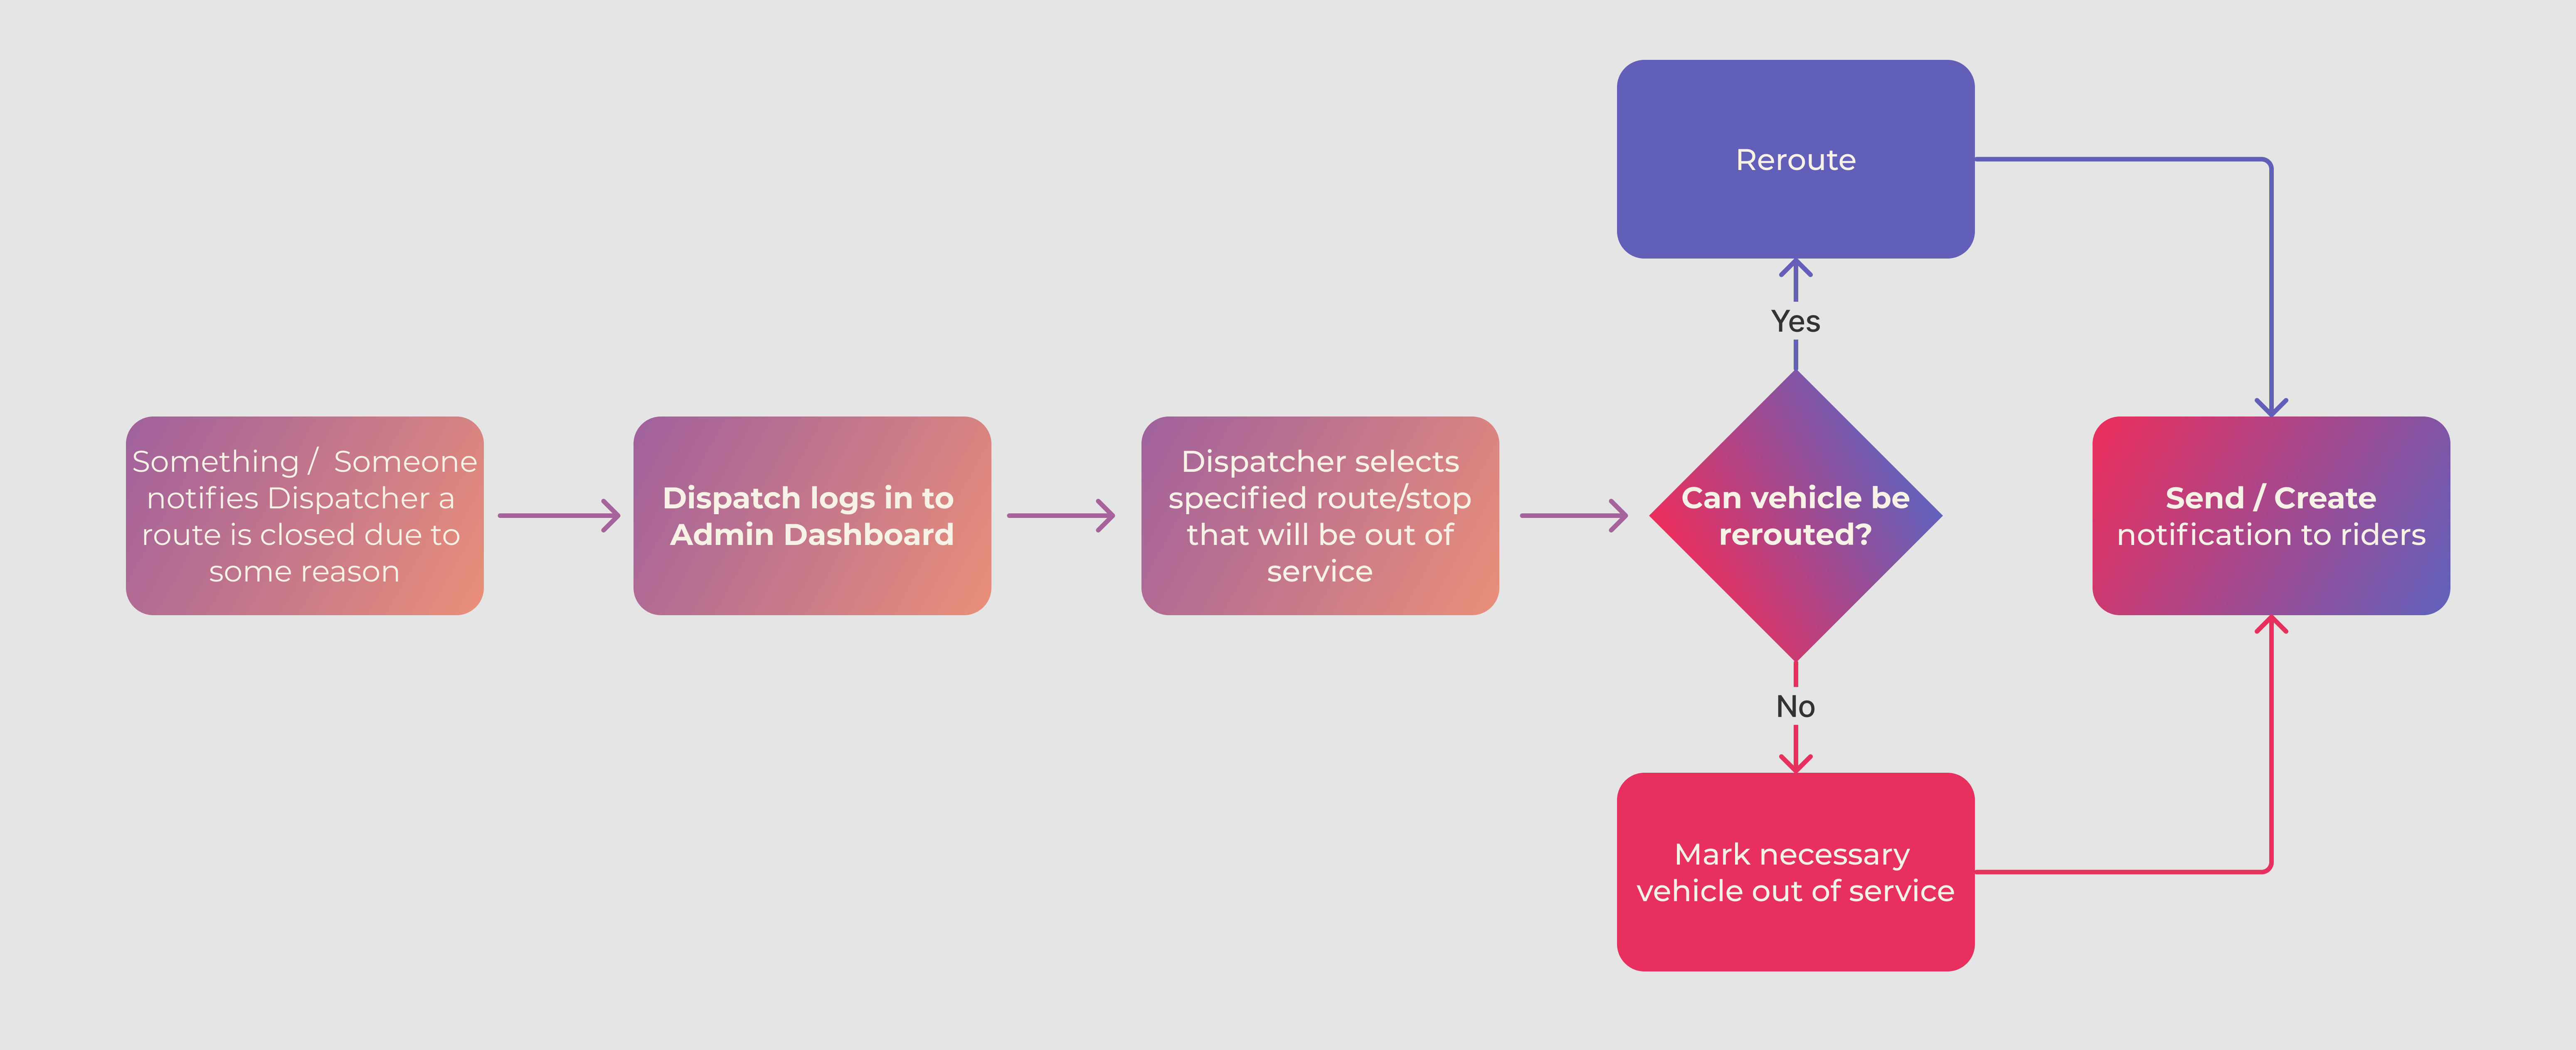 Something / Someone
notifies Dispatcher a
route is closed due to
some reason
Dispatch logs in to
Admin Dashboard
Dispatcher selects
specified route/stop
that will be out of
service
Can vehicle be
rerouted?
Yes
Reroute
No
Mark necessary
vehicle out of service
Send / Create
notification to riders